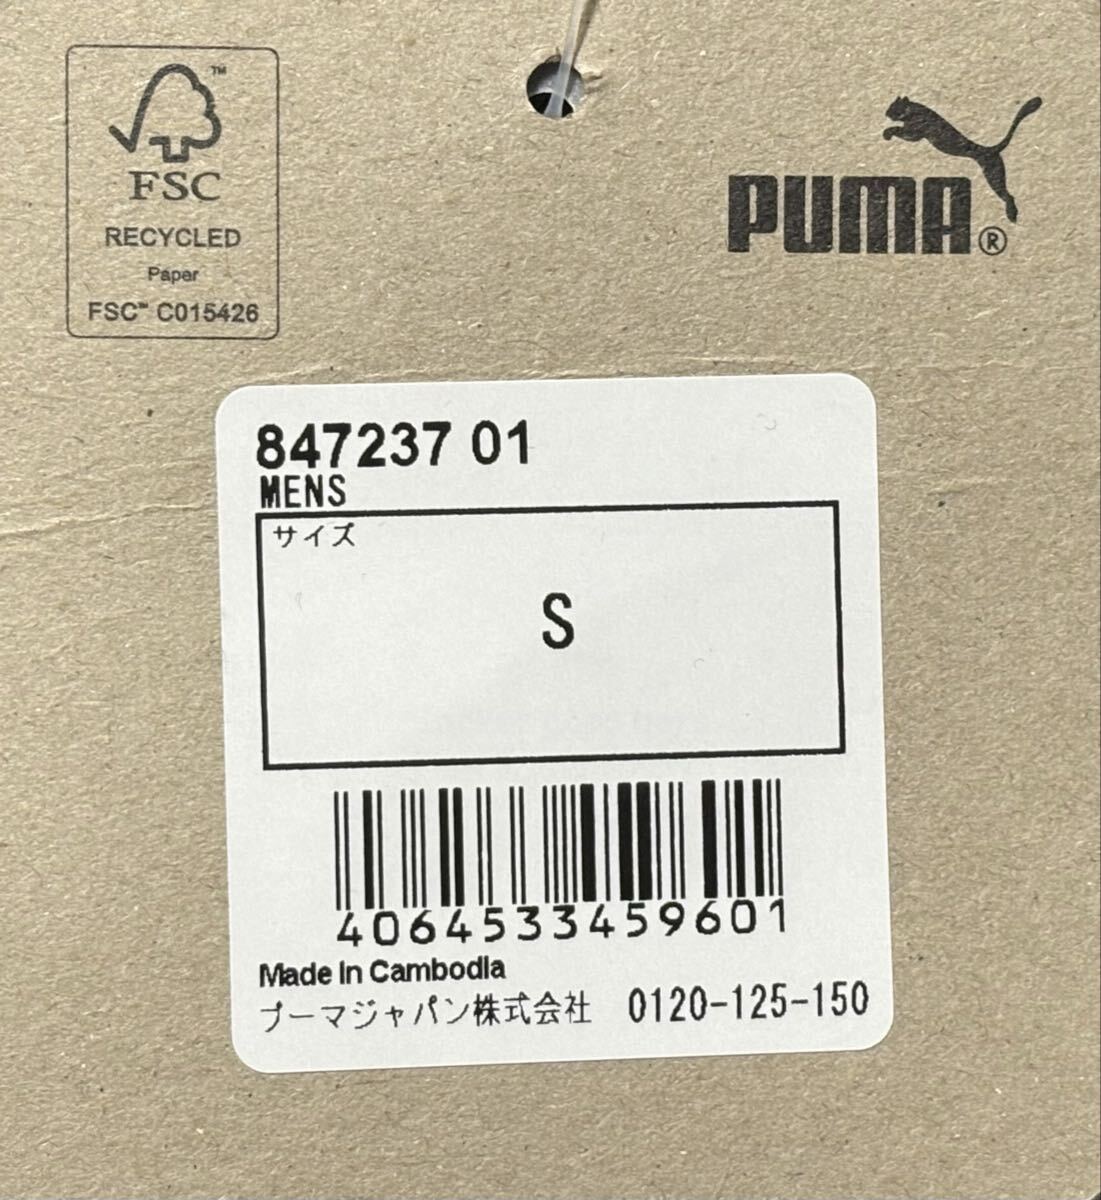 FSC
RECYCLED
Paper
FSC™ C015426
PUMA®
847237 01
MENS
サイズ
S
4064533459601
Made in Cambodia
プーマジャパン株式会社 0120-125-150